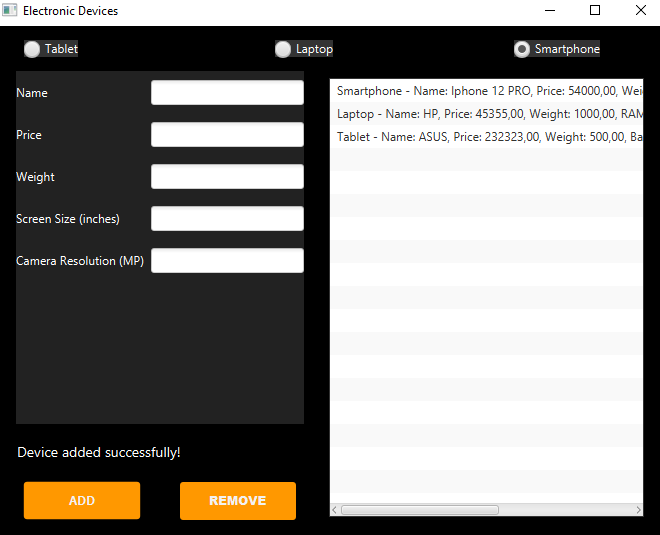 Electronic Devices
Tablet
Laptop
Smartphone
Name
Price
Weight
Screen Size (inches)
Camera Resolution (MP)
Smartphone - Name: Iphone 12 PRO, Price: 54000,00, Wei
Laptop - Name: HP, Price: 45355,00, Weight: 1000,00, RAM
Tablet - Name: ASUS, Price: 232323,00, Weight: 500,00, Ba
Device added successfully!
ADD
REMOVE